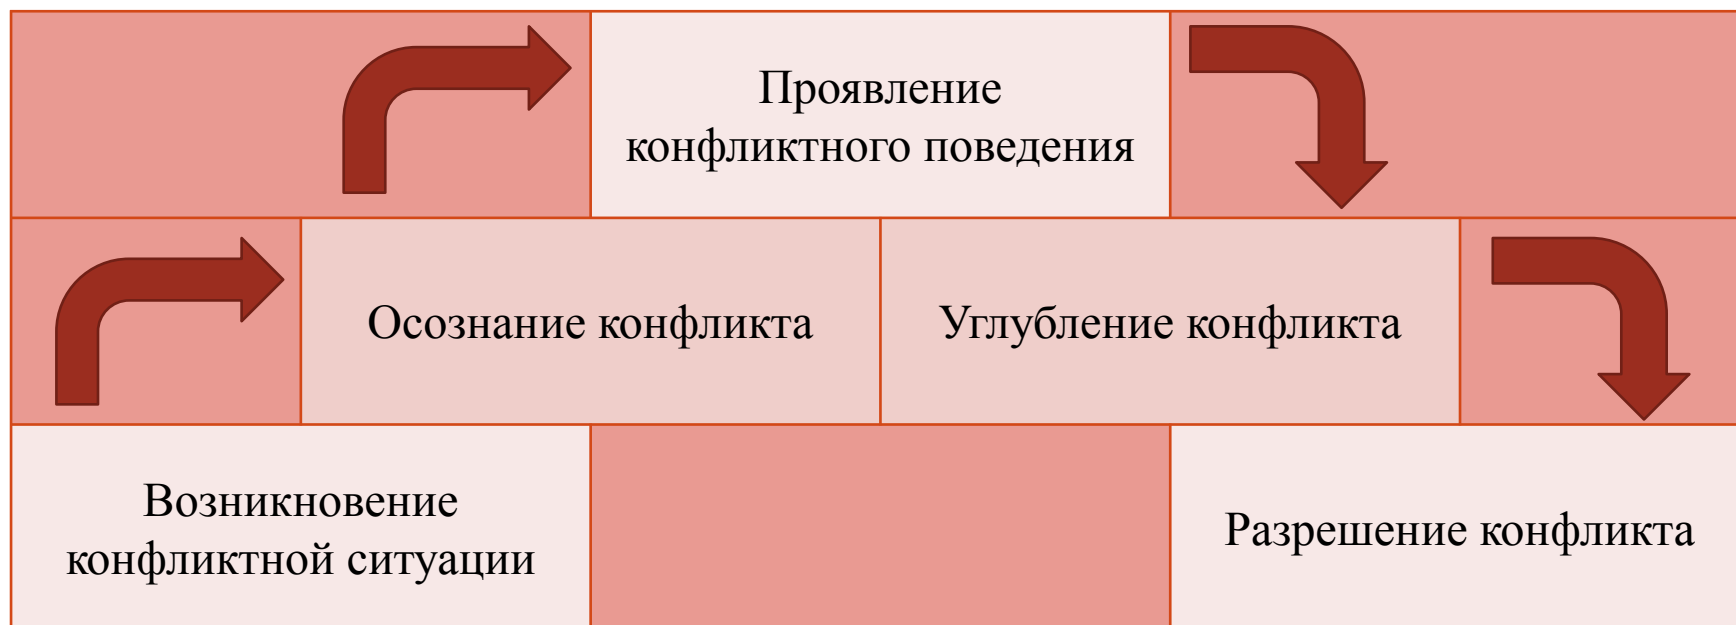 Проявление
конфликтного поведения
Осознание конфликта
Углубление конфликта
Возникновение
конфликтной ситуации
Разрешение конфликта